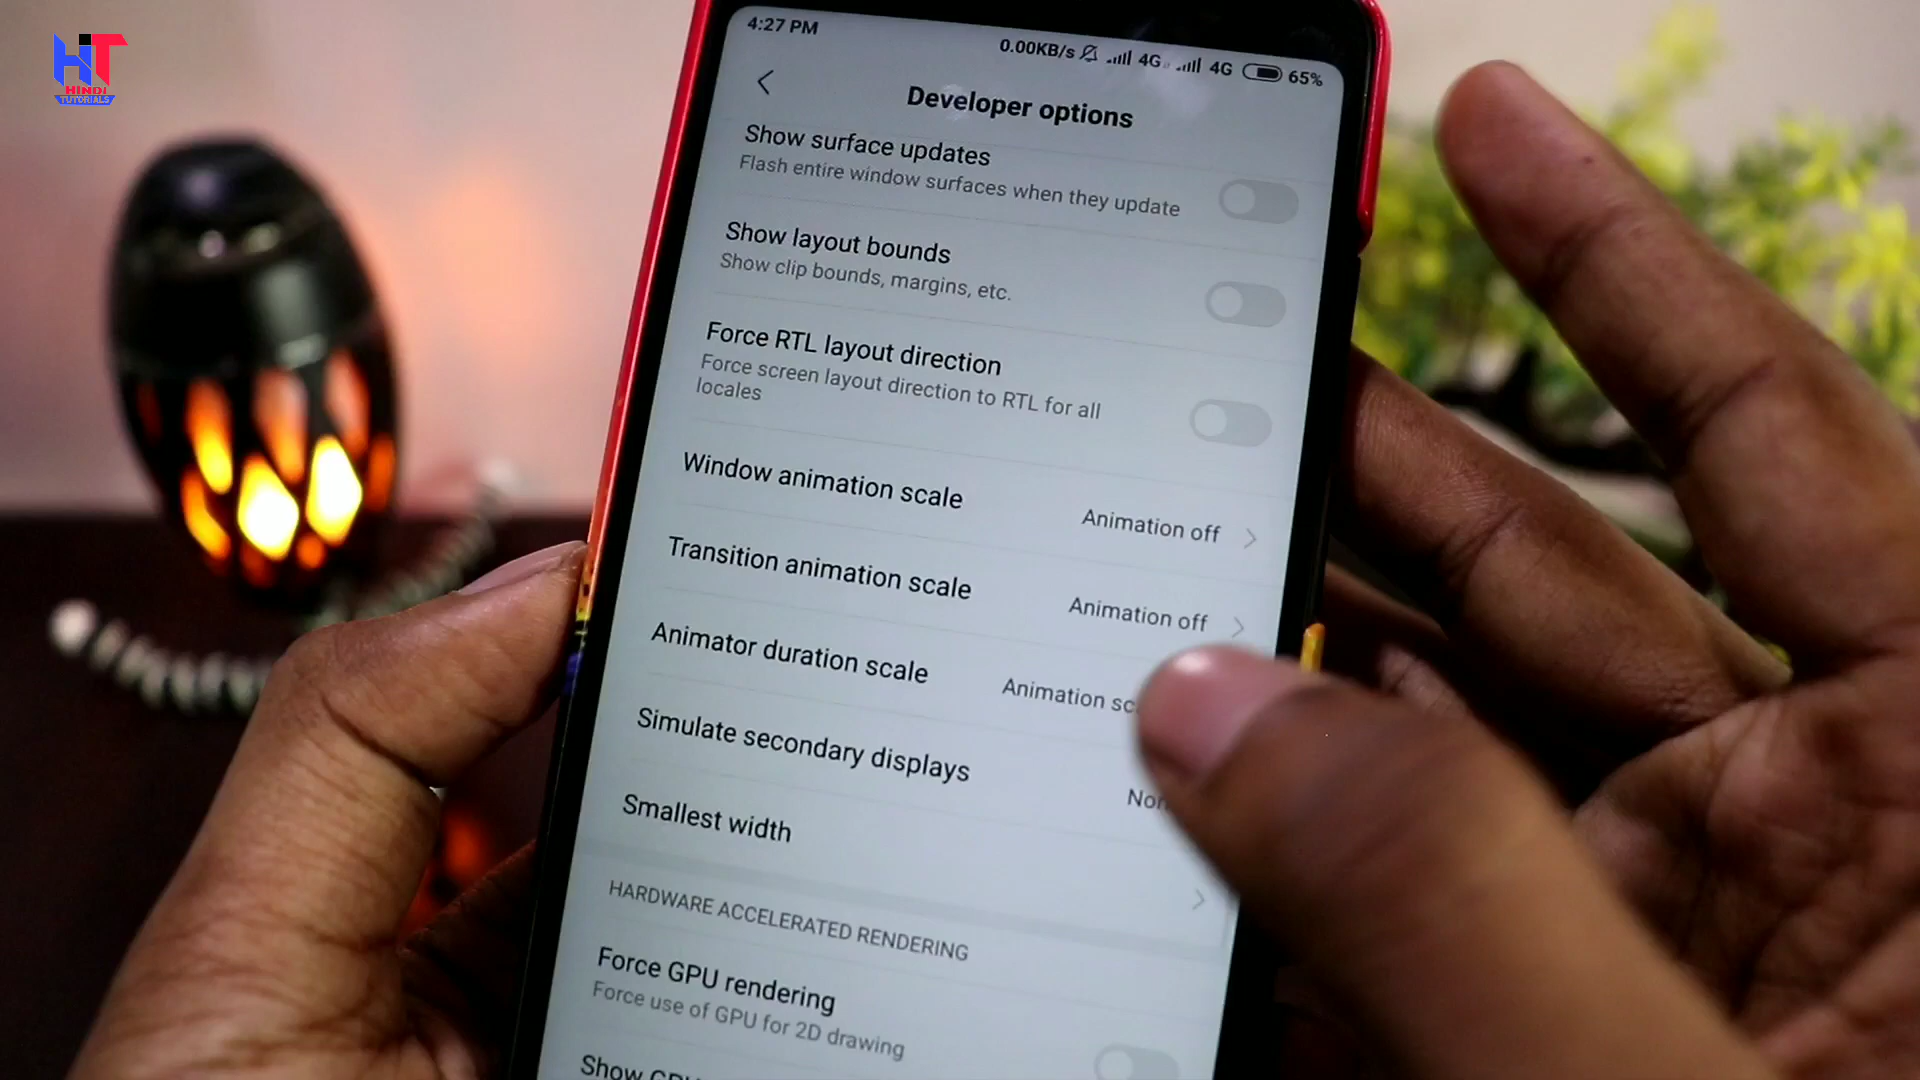 HT
HINDI
TUTORIALS
4:27 PM
0.00KB/s 4G 4G 65%
Developer options
Show surface updates
Flash entire window surfaces when they update
Show layout bounds
Show clip bounds, margins, etc.
Force RTL layout direction
Force screen layout direction to RTL for all
locales
Window animation scale
Animation off
Transition animation scale
Animation off
Animator duration scale
Animation
Simulate secondary displays
Smallest width
HARDWARE ACCELERATED RENDERING
Force GPU rendering
Force use of GPU for 2D drawing
Show